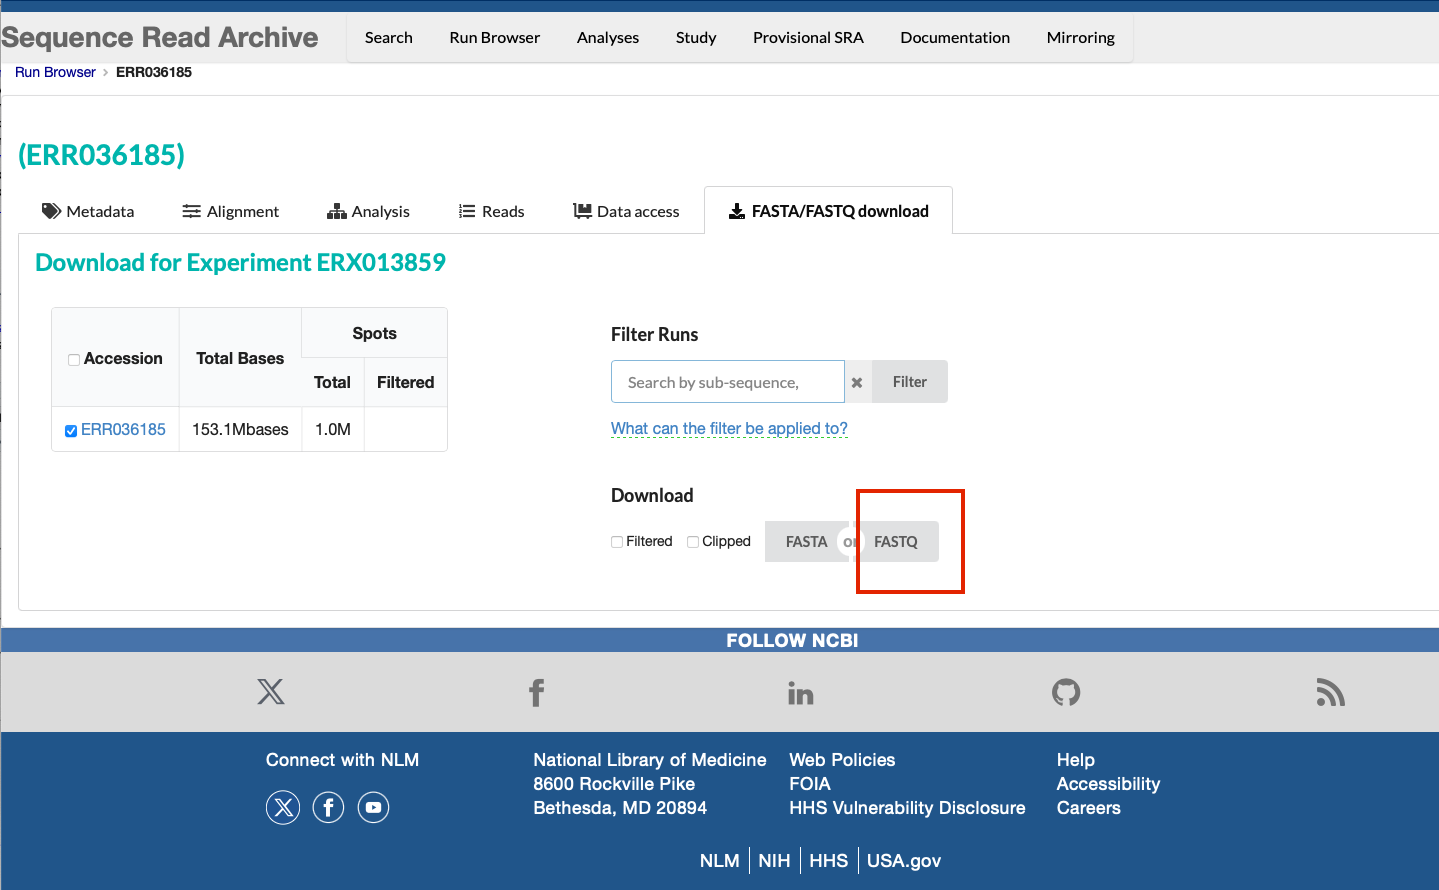 Sequence Read Archive
Search Run Browser Analyses Study Provisional SRA Documentation Mirroring
Run Browser › ERR036185
(ERR036185)
Metadata Alignment Analysis Reads Data access FASTA/FASTQ download
Download for Experiment ERX013859
Accession Total Bases Spots
Total Filtered
ERR036185 153.1Mbases 1.0M
Filter Runs
Search by sub-sequence, Filter
What can the filter be applied to?
Download
Filtered Clipped FASTA or FASTQ
FOLLOW NCBI
Connect with NLM
National Library of Medicine
8600 Rockville Pike
Bethesda, MD 20894
Web Policies
FOIA
HHS Vulnerability Disclosure
Help
Accessibility
Careers
NLM NIH HHS USA.gov